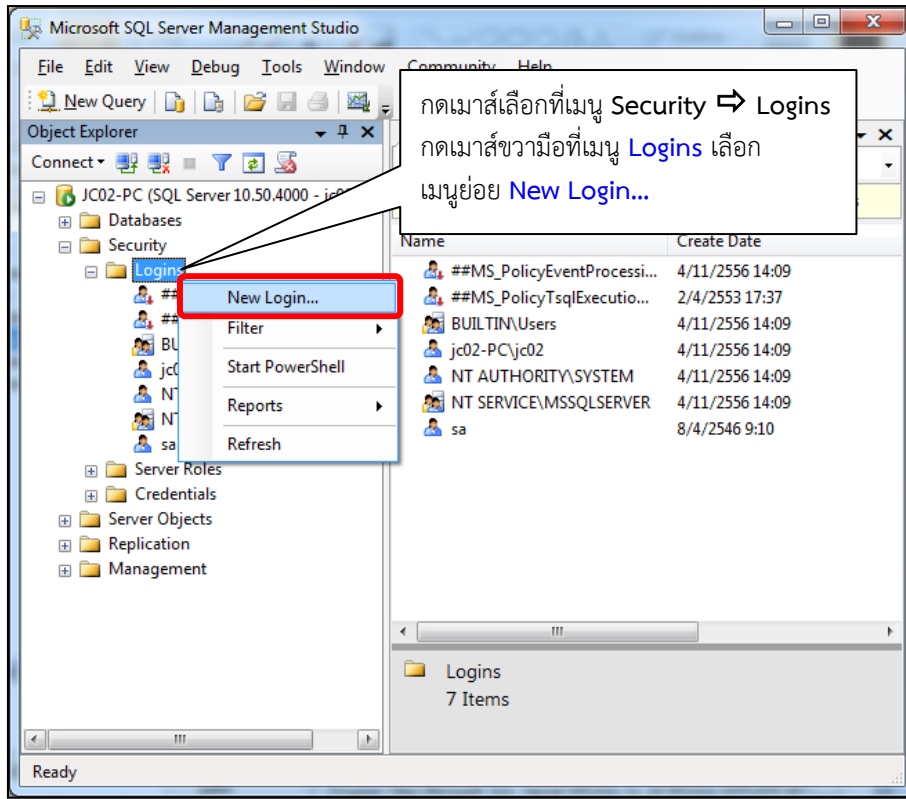 Microsoft SQL Server Management Studio
File Edit View Debug Tools Window Community Help
New Query
กดเมาส์เลือกที่เมนู Security ⇨ Logins
กดเมาส์ขวามือที่เมนู Logins เลือก
เมนูย่อย New Login...
Object Explorer
Connect
JC02-PC (SQL Server 10.50.4000 -
Databases
Security
Logins
##
##
BU
jc0
NT
NT
sa
Server Roles
Credentials
Server Objects
Replication
Management
New Login...
Filter
Start PowerShell
Reports
Refresh
Name Create Date
##MS_PolicyEventProcessi... 4/11/2556 14:09
##MS_PolicyTsqlExecutio... 2/4/2553 17:37
BUILTIN\Users 4/11/2556 14:09
jc02-PC\jc02 4/11/2556 14:09
NT AUTHORITY\SYSTEM 4/11/2556 14:09
NT SERVICE\MSSQLSERVER 4/11/2556 14:09
sa 8/4/2546 9:10
Logins
7 Items
Ready